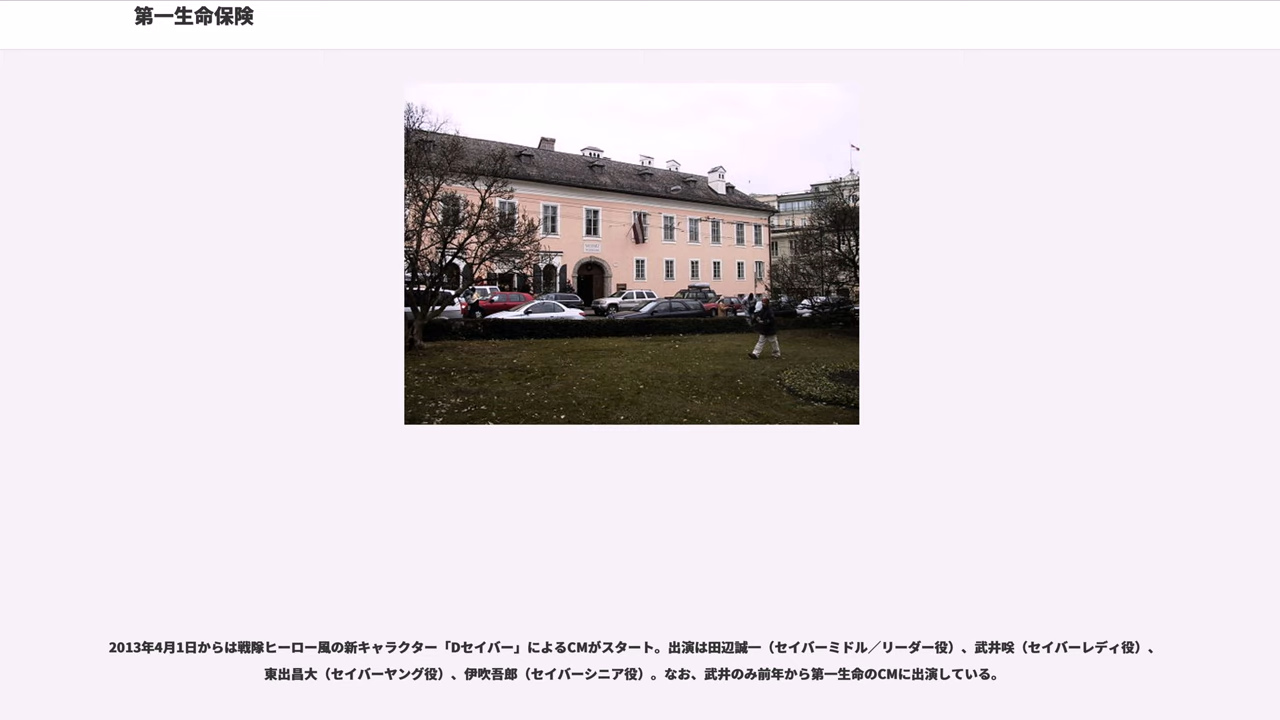 第一生命保険
2013年4月1日からは戦隊ヒーロー風の新キャラクター「Dセイバー」によるCMがスタート。出演は田辺誠一（セイバーミドル／リーダー役）、武井咲（セイバーレディ役）、
東出昌大（セイバーヤング役）、伊吹吾郎（セイバーシニア役）。なお、武井のみ前年から第一生命のCMに出演している。